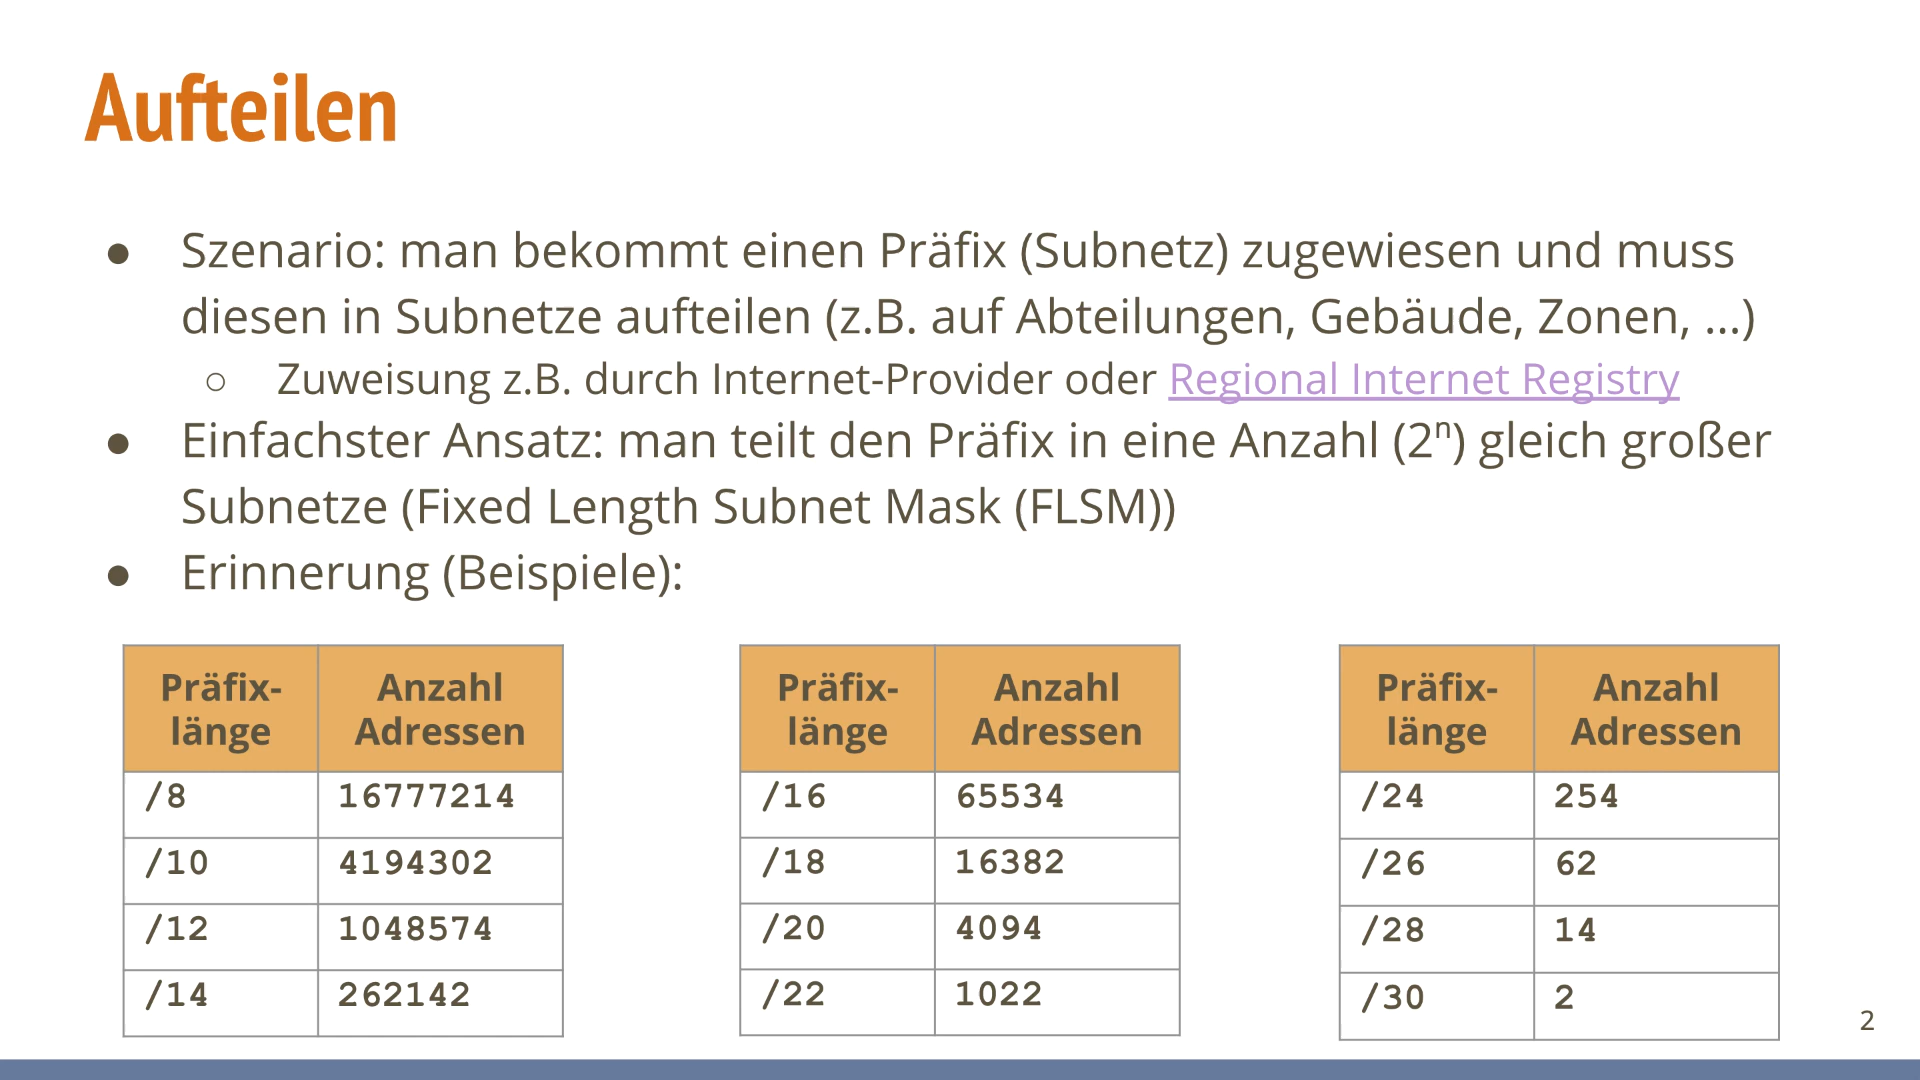 Aufteilen
● Szenario: man bekommt einen Präfix (Subnetz) zugewiesen und muss
diesen in Subnetze aufteilen (z.B. auf Abteilungen, Gebäude, Zonen, ...)
○ Zuweisung z.B. durch Internet-Provider oder Regional Internet Registry
● Einfachster Ansatz: man teilt den Präfix in eine Anzahl (2ⁿ) gleich großer
Subnetze (Fixed Length Subnet Mask (FLSM))
● Erinnerung (Beispiele):
Präfix- Anzahl
länge Adressen
/8 16777214
/10 4194302
/12 1048574
/14 262142
Präfix- Anzahl
länge Adressen
/16 65534
/18 16382
/20 4094
/22 1022
Präfix- Anzahl
länge Adressen
/24 254
/26 62
/28 14
/30 2
2